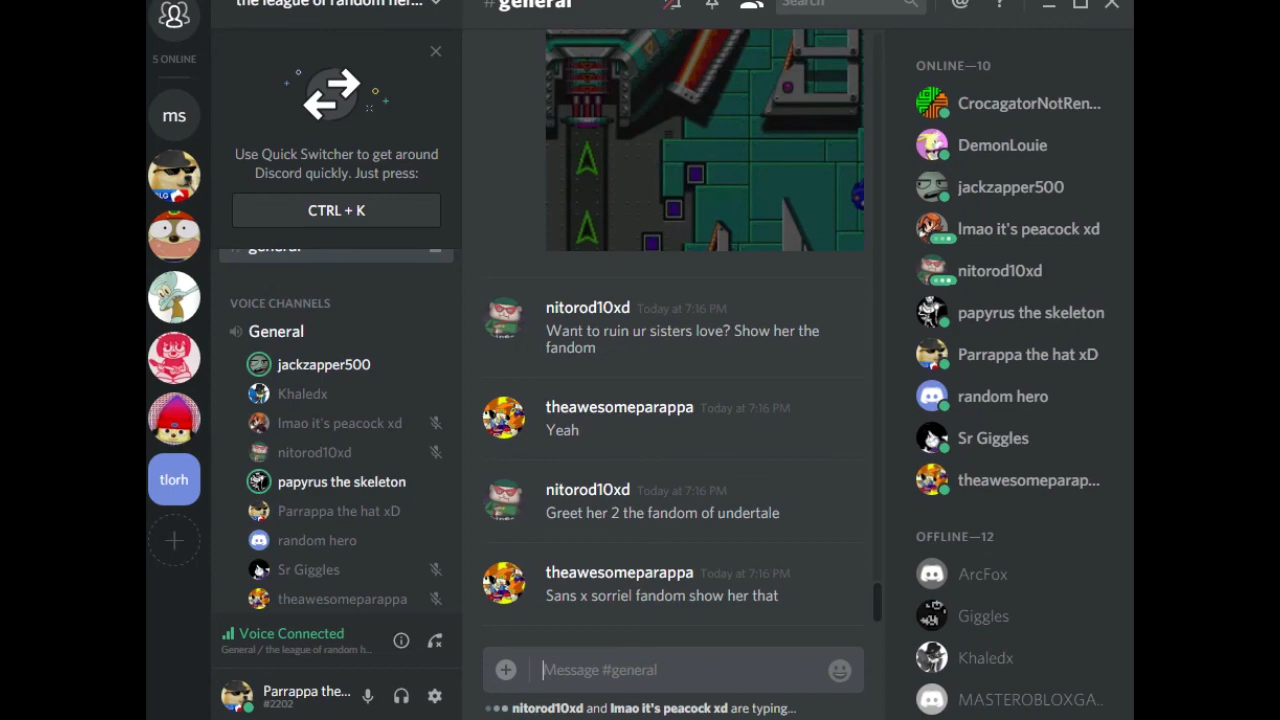 the league of random her...
# general
Search
5 ONLINE
ms
tlorh
Use Quick Switcher to get around
Discord quickly. Just press:
CTRL + K
general
VOICE CHANNELS
General
jackzapper500
Khaledx
lmao it's peacock xd
nitorod10xd
papyrus the skeleton
Parrappa the hat xD
random hero
Sr Giggles
theawesomeparappa
Voice Connected
General / the league of random h...
Parrappa the...
#2202
nitorod10xd Today at 7:16 PM
Want to ruin ur sisters love? Show her the
fandom
theawesomeparappa Today at 7:16 PM
Yeah
nitorod10xd Today at 7:16 PM
Greet her 2 the fandom of undertale
theawesomeparappa Today at 7:16 PM
Sans x sorriel fandom show her that
Message #general
nitorod10xd and lmao it's peacock xd are typing...
ONLINE—10
CrocagatorNotRen...
DemonLouie
jackzapper500
lmao it's peacock xd
nitorod10xd
papyrus the skeleton
Parrappa the hat xD
random hero
Sr Giggles
theawesomeparap...
OFFLINE—12
ArcFox
Giggles
Khaledx
MASTEROBLOXGA...